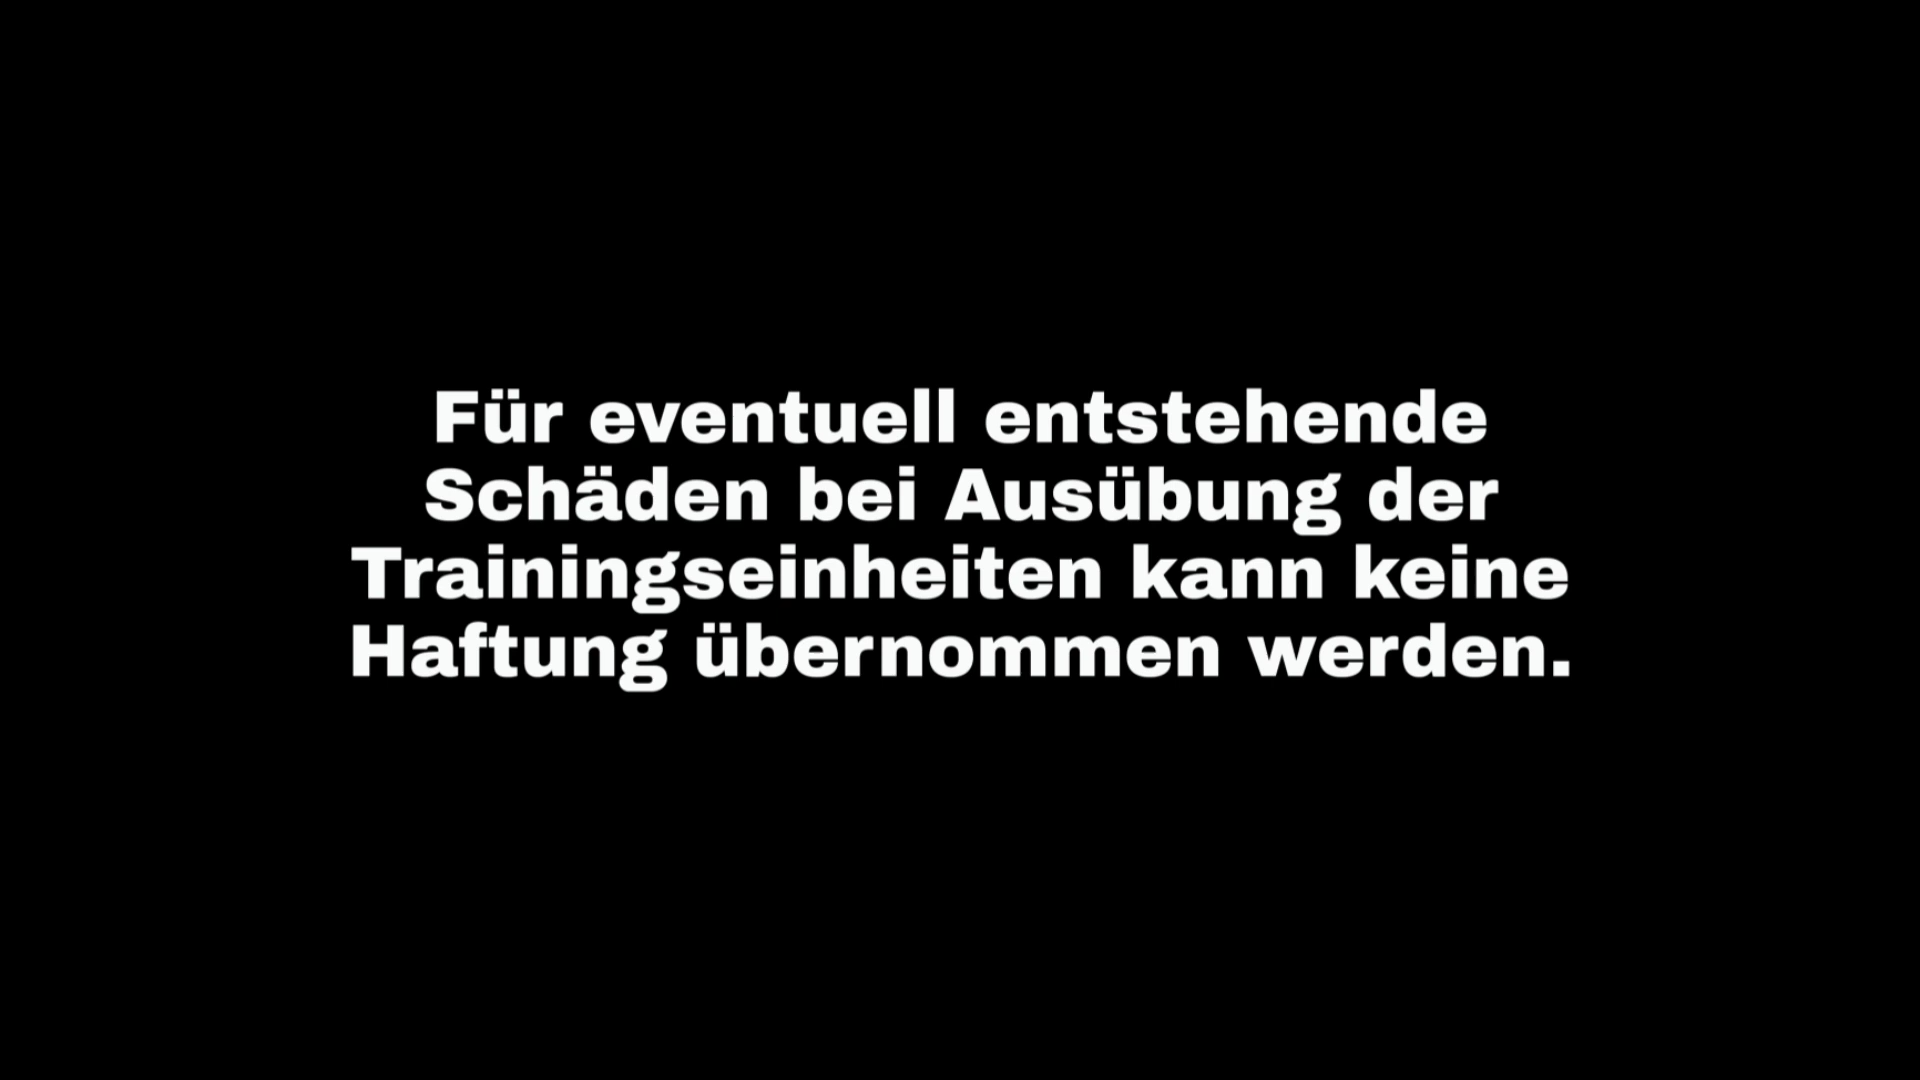 Für eventuell entstehende
Schäden bei Ausübung der
Trainingseinheiten kann keine
Haftung übernommen werden.